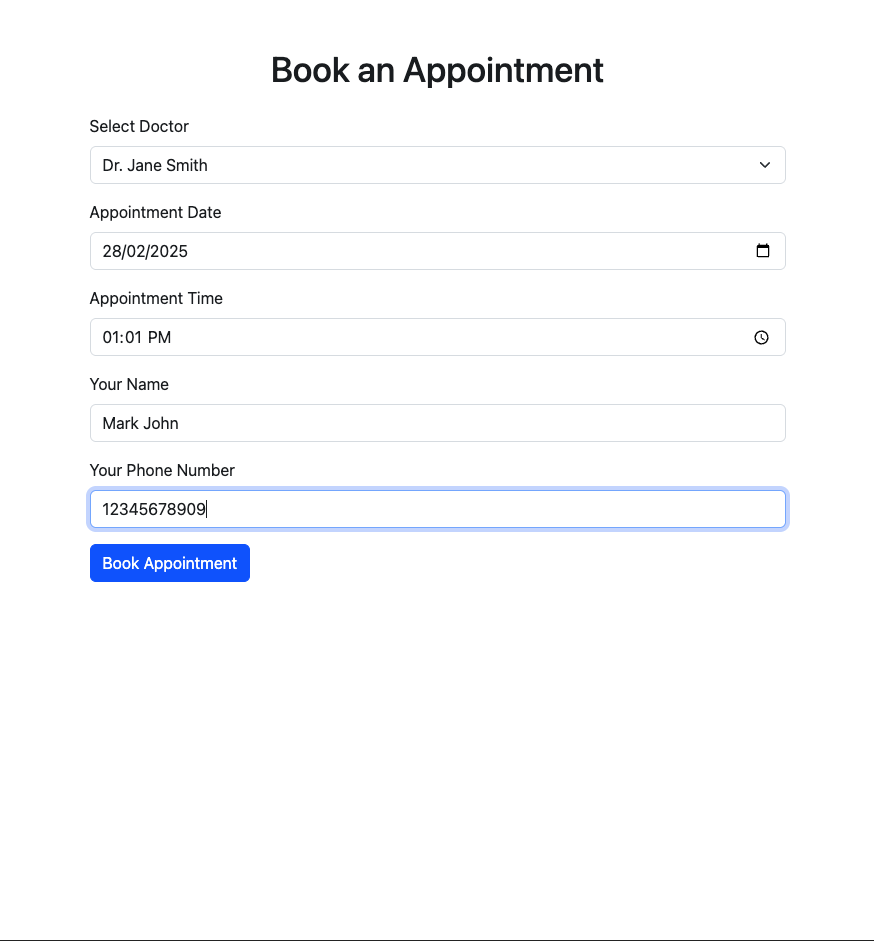 Book an Appointment
Select Doctor
Dr. Jane Smith
Appointment Date
28/02/2025
Appointment Time
01:01 PM
Your Name
Mark John
Your Phone Number
12345678909
Book Appointment